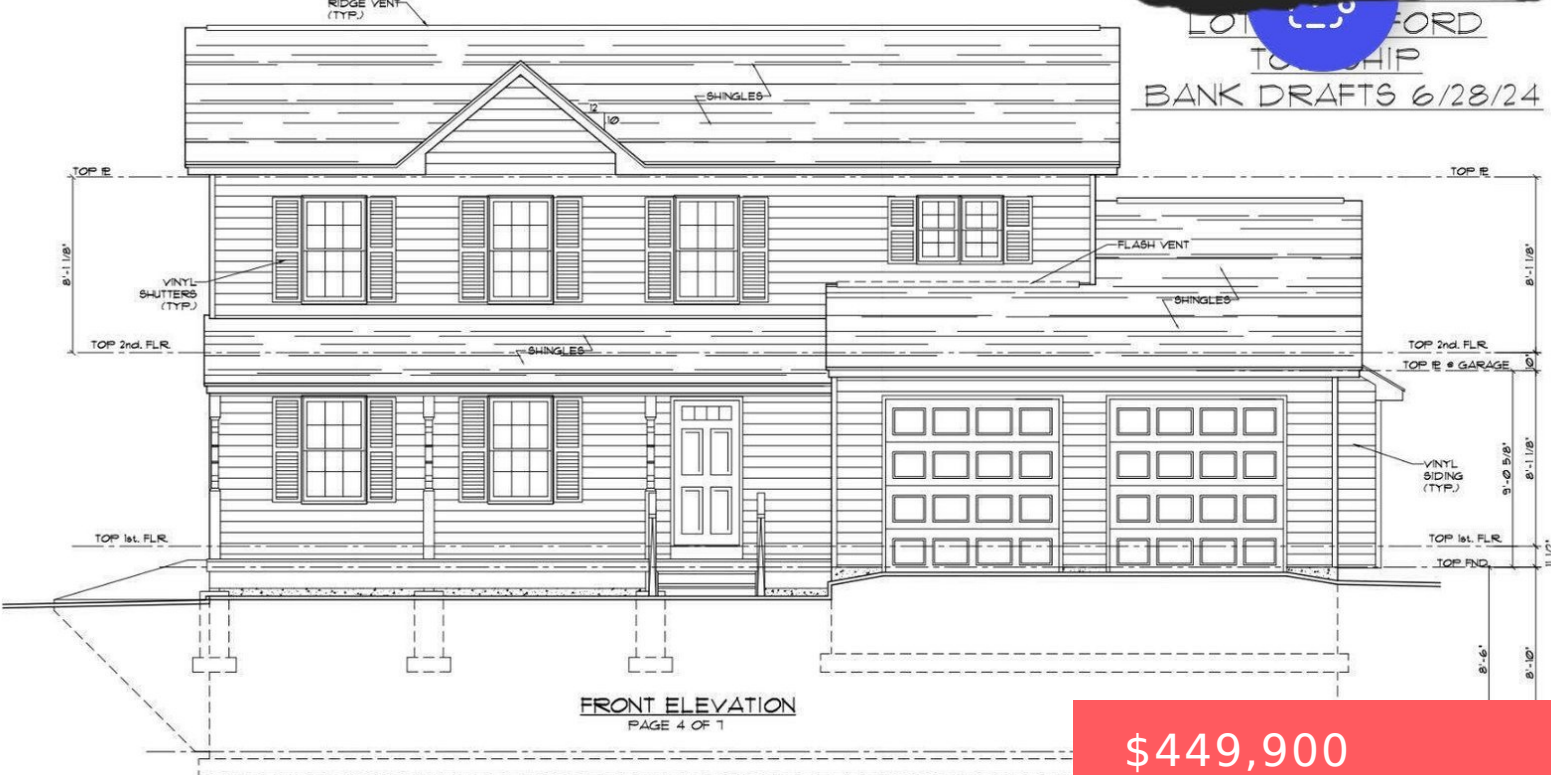 RIDGE VENT
(TYP.)
LOT FORD
BANK DRAFTS 6/28/24
SHINGLES
12
10
TOP PL
TOP PL
8'-1 1/8"
FLASH VENT
8'-1 1/8"
VINYL
SHUTTERS
(TYP.)
SHINGLES
TOP 2nd. FLR.
SHINGLES
TOP 2nd. FLR.
TOP PL @ GARAGE
10"
VINYL
SIDING
(TYP.)
9'-0 5/8"
8'-1 1/8"
TOP 1st. FLR.
TOP 1st. FLR.
TOP FND.
8'-6"
8'-10"
FRONT ELEVATION
PAGE 4 OF 7
$449,900